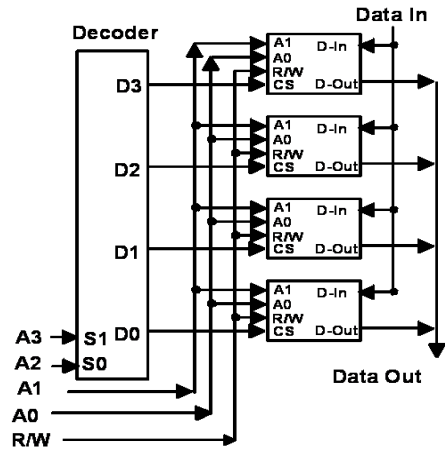 Data In
Decoder
D3
D2
D1
D0
A3
S1
A2
S0
A1
A0
R/W
A1
D-In
A0
R/W
CS
D-Out
A1
D-In
A0
R/W
CS
D-Out
A1
D-In
A0
R/W
CS
D-Out
A1
D-In
A0
R/W
CS
D-Out
Data Out